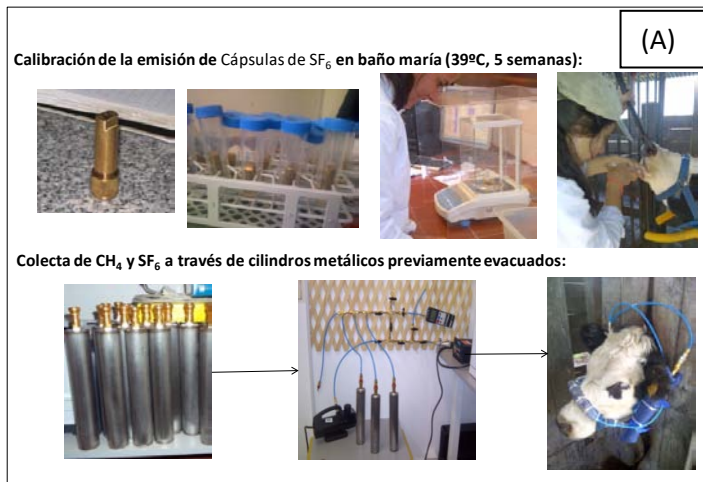 (A)
Calibración de la emisión de Cápsulas de SF₆ en baño maría (39ºC, 5 semanas):
Colecta de CH₄ y SF₆ a través de cilindros metálicos previamente evacuados: